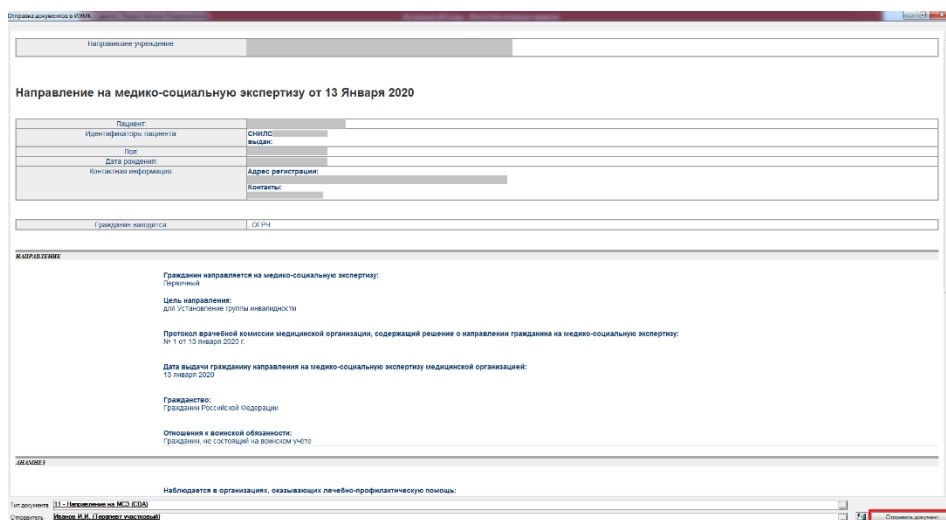 Отправка документов в ИЭМК
Направившее учреждение
Направление на медико-социальную экспертизу от 13 Января 2020
Пациент:
Идентификаторы пациента СНИЛС
выдан:
Пол:
Дата рождения:
Контактная информация: Адрес регистрации:
Контакты:
Гражданин находится , ОГРН
НАПРАВЛЕНИЕ
Гражданин направляется на медико-социальную экспертизу:
Первичный
Цель направления:
для Установление группы инвалидности
Протокол врачебной комиссии медицинской организации, содержащий решение о направлении гражданина на медико-социальную экспертизу:
№ 1 от 13 января 2020 г.
Дата выдачи гражданину направления на медико-социальную экспертизу медицинской организацией:
13 января 2020
Гражданство:
Гражданин Российской Федерации
Отношения к воинской обязанности:
Гражданин, не состоящий на воинском учёте
АНАМНЕЗ
Наблюдается в организациях, оказывающих лечебно-профилактическую помощь:
Тип документа 11 - Направление на МСЭ (CDA)
Отправитель Иванов И.И. (Терапевт участковый) Отправить документ